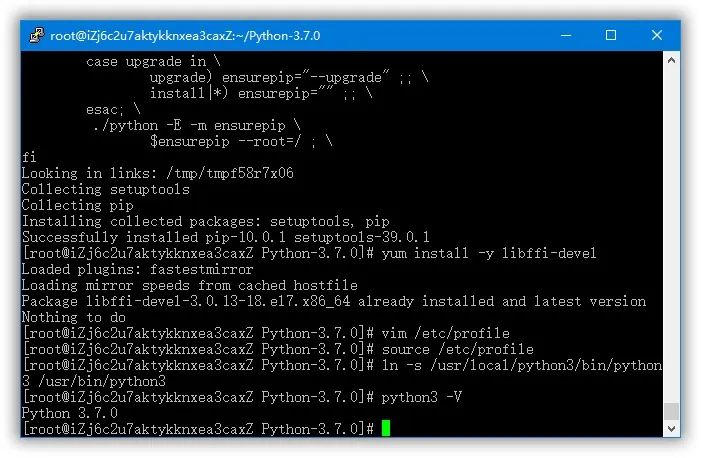 root@iZj6c2u7aktykknxea3caxZ:~/Python-3.7.0
case upgrade in \
upgrade) ensurepip="--upgrade" ;; \
install|*) ensurepip="" ;; \
esac; \
./python -E -m ensurepip \
$ensurepip --root=/ ; \
fi
Looking in links: /tmp/tmpf58r7x06
Collecting setuptools
Collecting pip
Installing collected packages: setuptools, pip
Successfully installed pip-10.0.1 setuptools-39.0.1
[root@iZj6c2u7aktykknxea3caxZ Python-3.7.0]# yum install -y libffi-devel
Loaded plugins: fastestmirror
Loading mirror speeds from cached hostfile
Package libffi-devel-3.0.13-18.el7.x86_64 already installed and latest version
Nothing to do
[root@iZj6c2u7aktykknxea3caxZ Python-3.7.0]# vim /etc/profile
[root@iZj6c2u7aktykknxea3caxZ Python-3.7.0]# source /etc/profile
[root@iZj6c2u7aktykknxea3caxZ Python-3.7.0]# ln -s /usr/local/python3/bin/python
3 /usr/bin/python3
[root@iZj6c2u7aktykknxea3caxZ Python-3.7.0]# python3 -V
Python 3.7.0
[root@iZj6c2u7aktykknxea3caxZ Python-3.7.0]#